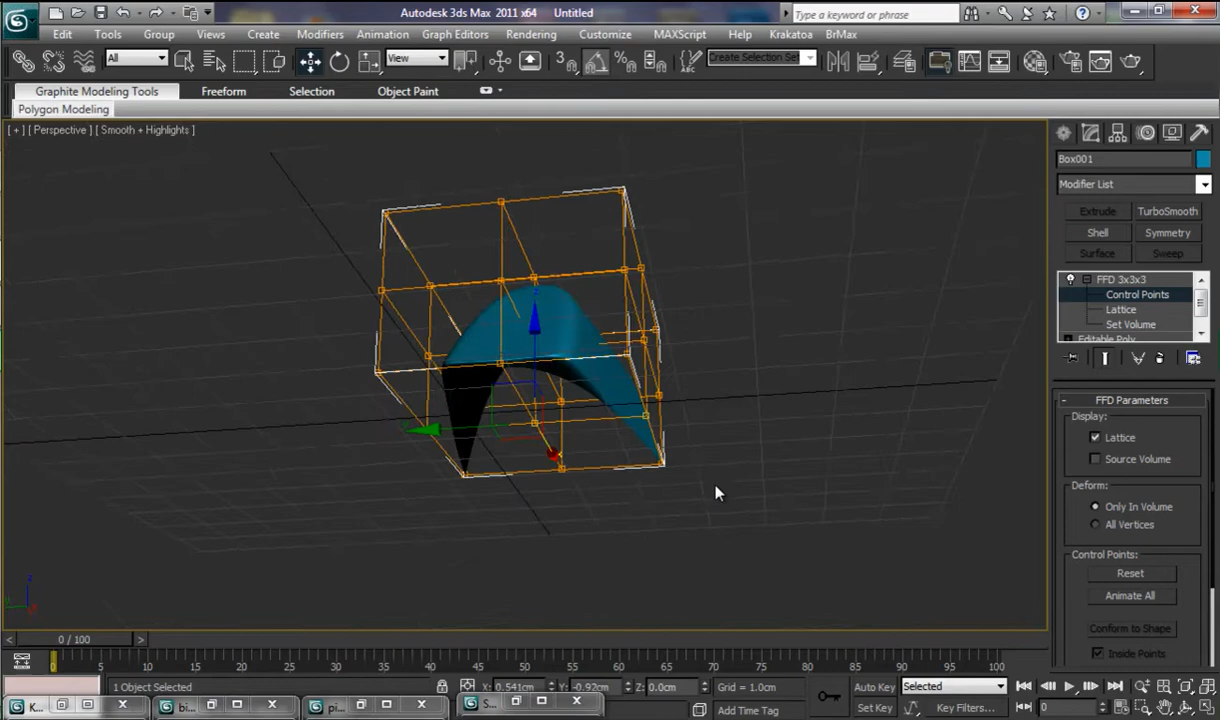 Autodesk 3ds Max 2011 x64 Untitled
Type a keyword or phrase
Edit Tools Group Views Create Modifiers Animation Graph Editors Rendering Customize MAXScript Help Krakatoa BrMax
All View 3 Create Selection Set
Graphite Modeling Tools Freeform Selection Object Paint
Polygon Modeling
[ + ] [ Perspective ] [ Smooth + Highlights ]
Box001
Modifier List
Extrude TurboSmooth
Shell Symmetry
Surface Sweep
FFD 3x3x3
Control Points
Lattice
Set Volume
Editable Poly
- FFD Parameters
Display:
Lattice
Source Volume
Deform:
Only In Volume
All Vertices
Control Points:
Reset
Animate All
Conform to Shape
Inside Points
z
< 0 / 100 >
0 5 10 15 20 25 30 35 40 45 50 55 60 65 70 75 80 85 90 95 100
1 Object Selected X: 0.541cm Y: -0.92cm Z: 0.0cm Grid = 1.0cm Auto Key Selected
K... bi... pi... S... Add Time Tag Set Key Key Filters... 0